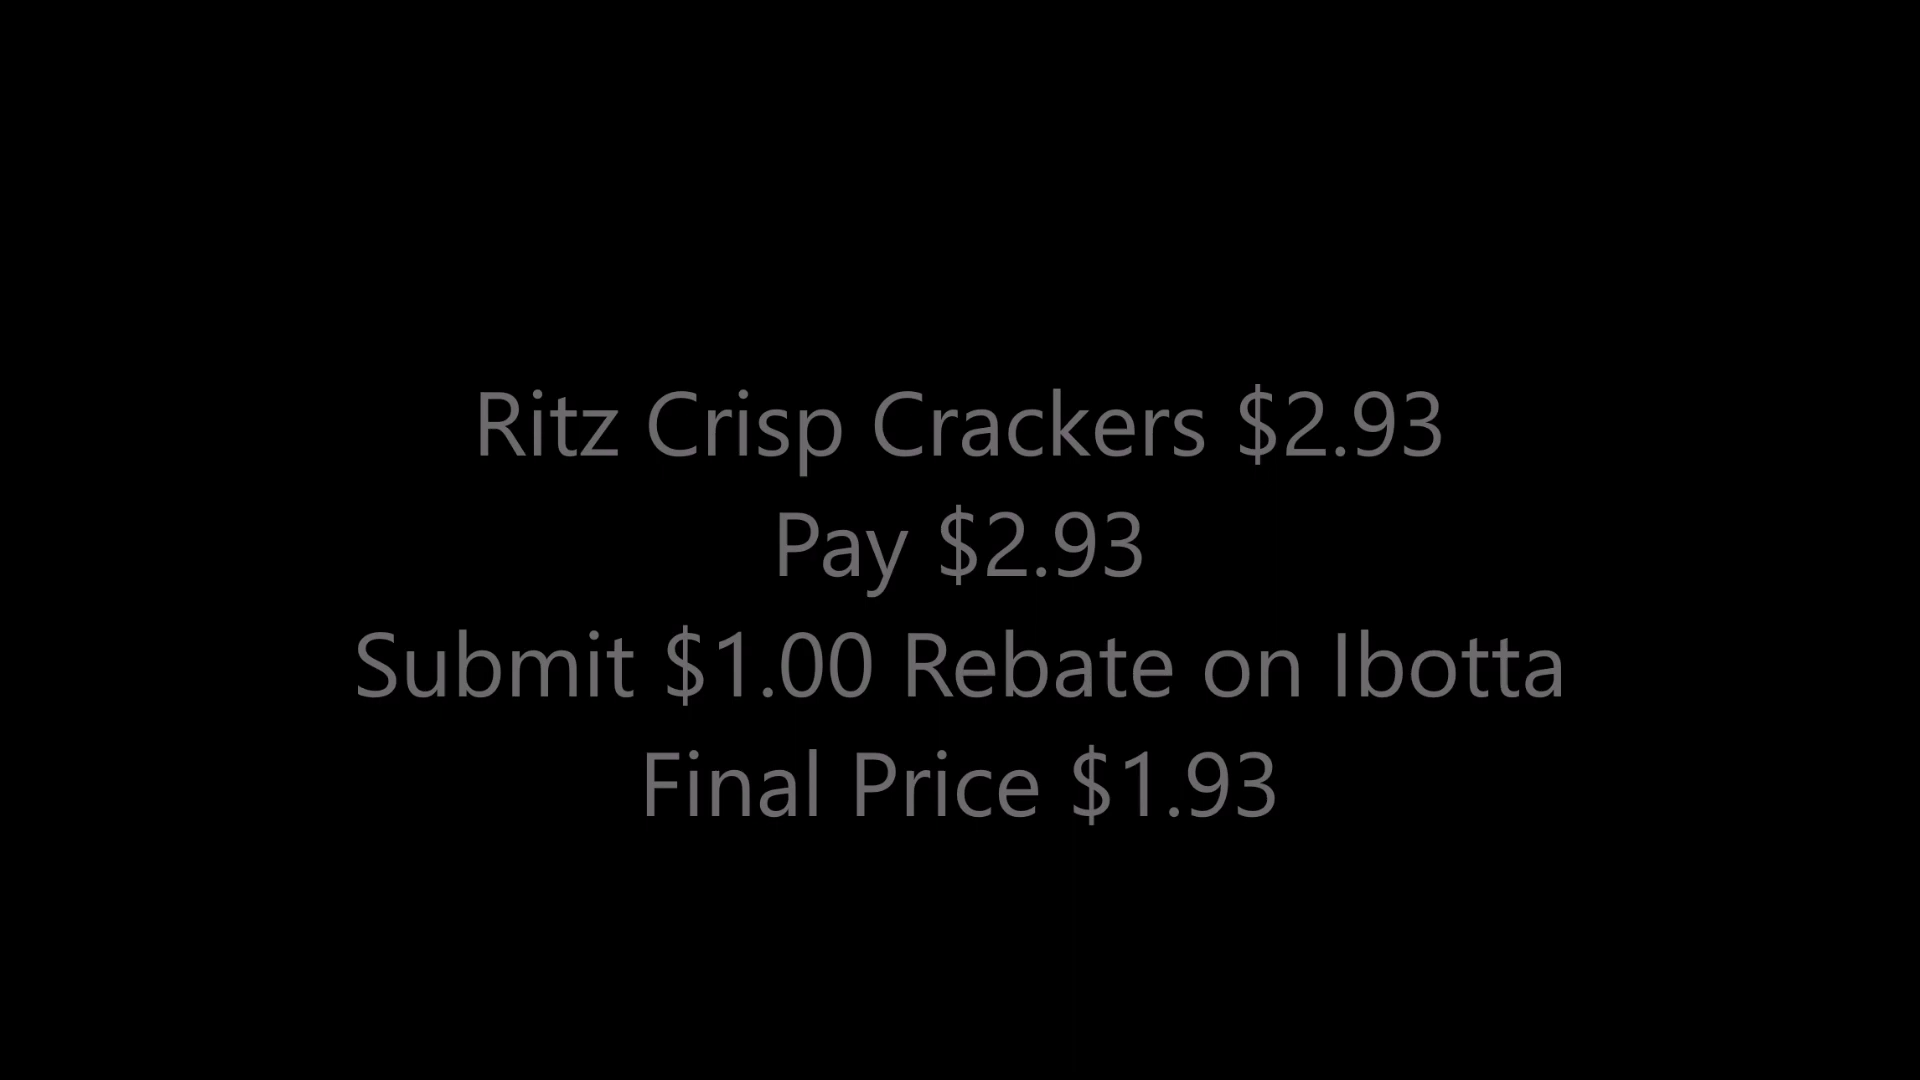 Ritz Crisp Crackers $2.93
Pay $2.93
Submit $1.00 Rebate on Ibotta
Final Price $1.93